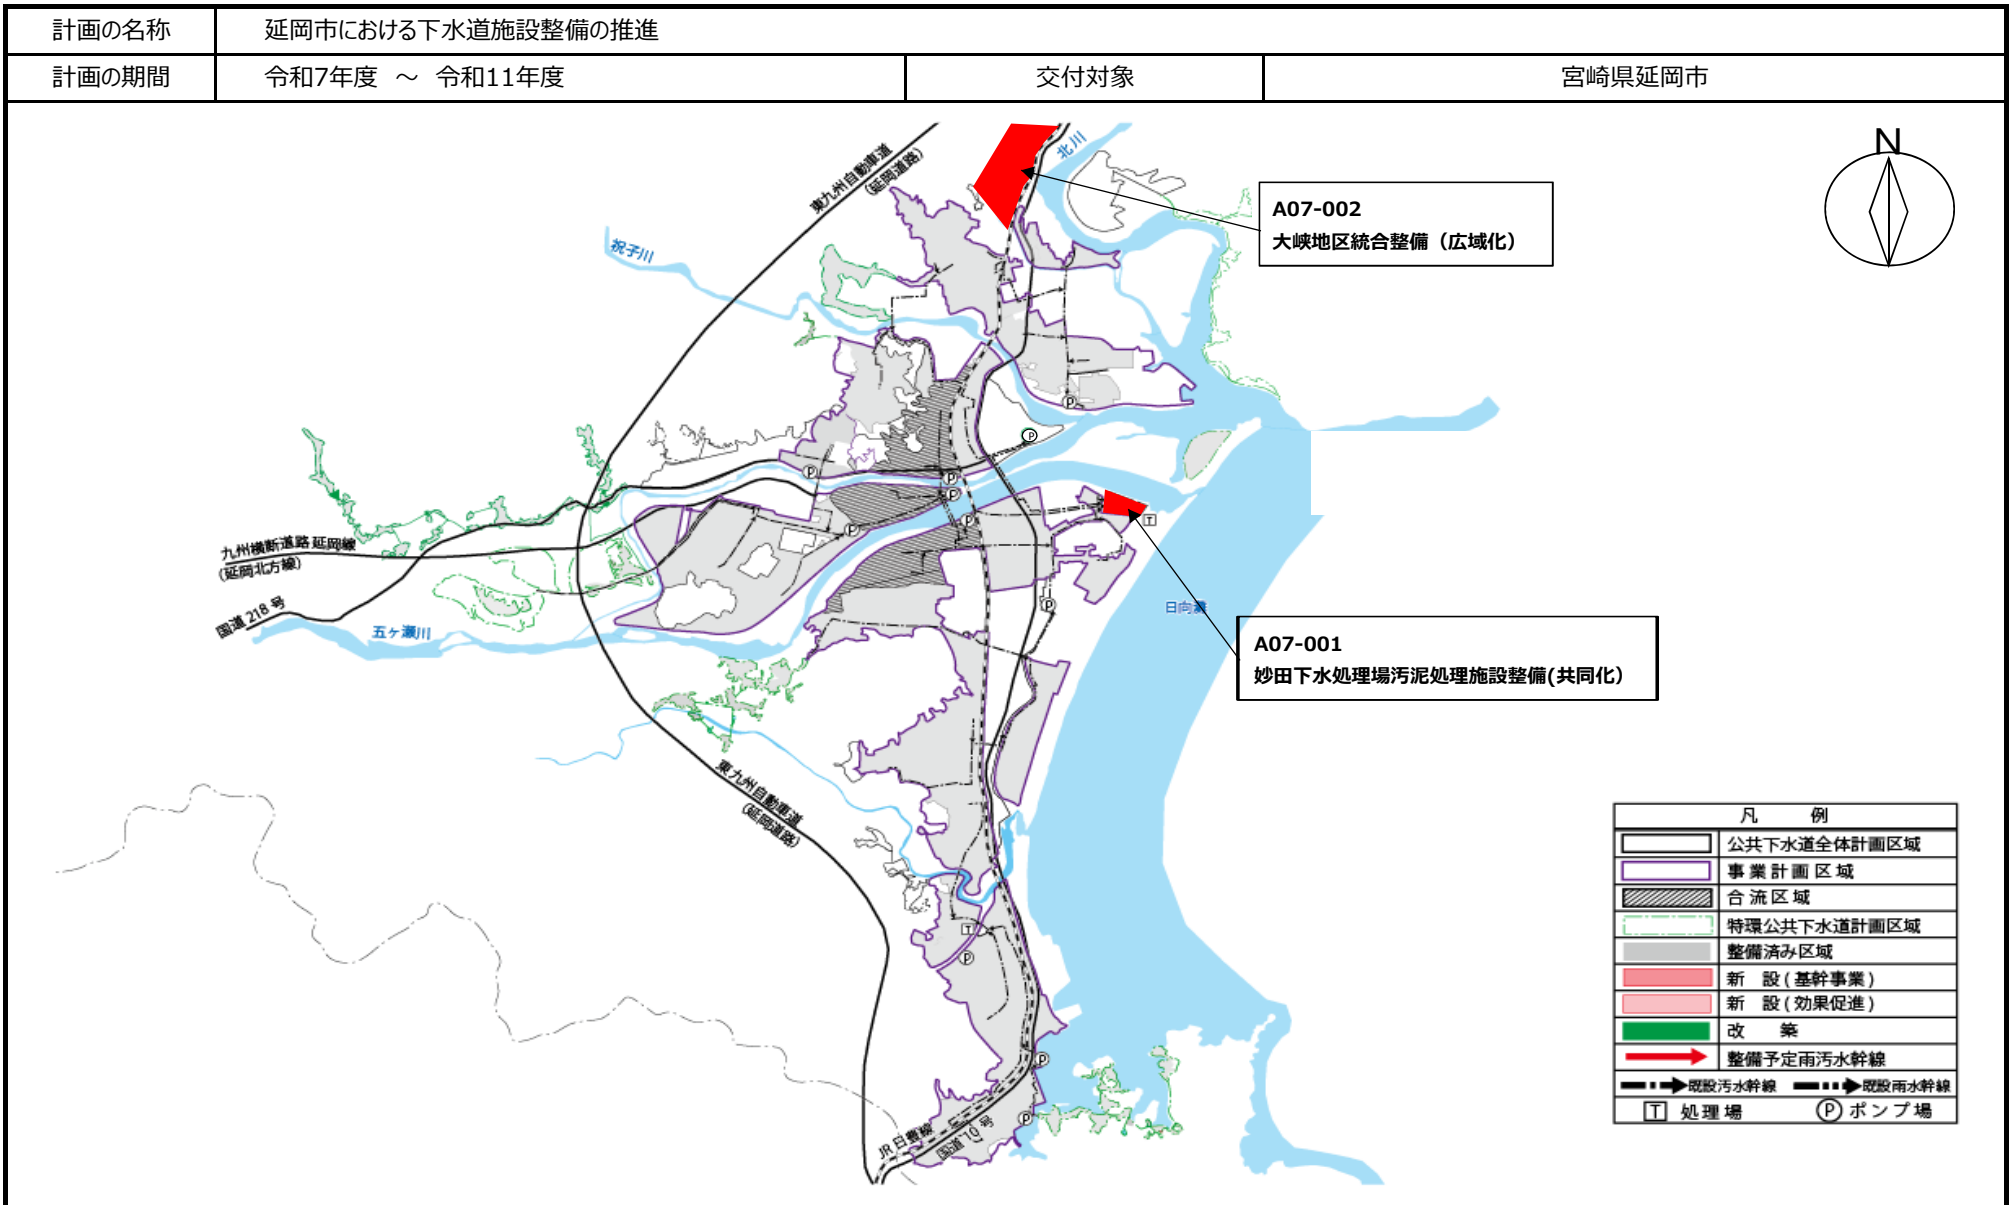 計画の名称
延岡市における下水道施設整備の推進
計画の期間
令和7年度 ～ 令和11年度
交付対象
宮崎県延岡市
N
東九州自動車道
(延岡道路)
北川
A07-002
大峡地区統合整備（広域化）
祝子川
P
P
P
P
P
P
P
T
九州横断道路 延岡線
(延岡北方線)
国道 218 号
五ヶ瀬川
P
日向灘
A07-001
妙田下水処理場汚泥処理施設整備(共同化）
東九州自動車道
(延岡道路)
T
P
P
P
JR 日豊線
国道 10 号
凡 例
公共下水道全体計画区域
事業計画区域
合流区域
特環公共下水道計画区域
整備済み区域
新 設(基幹事業)
新 設(効果促進)
改 築
整備予定雨汚水幹線
既設汚水幹線 既設雨水幹線
T 処理場 P ポンプ場